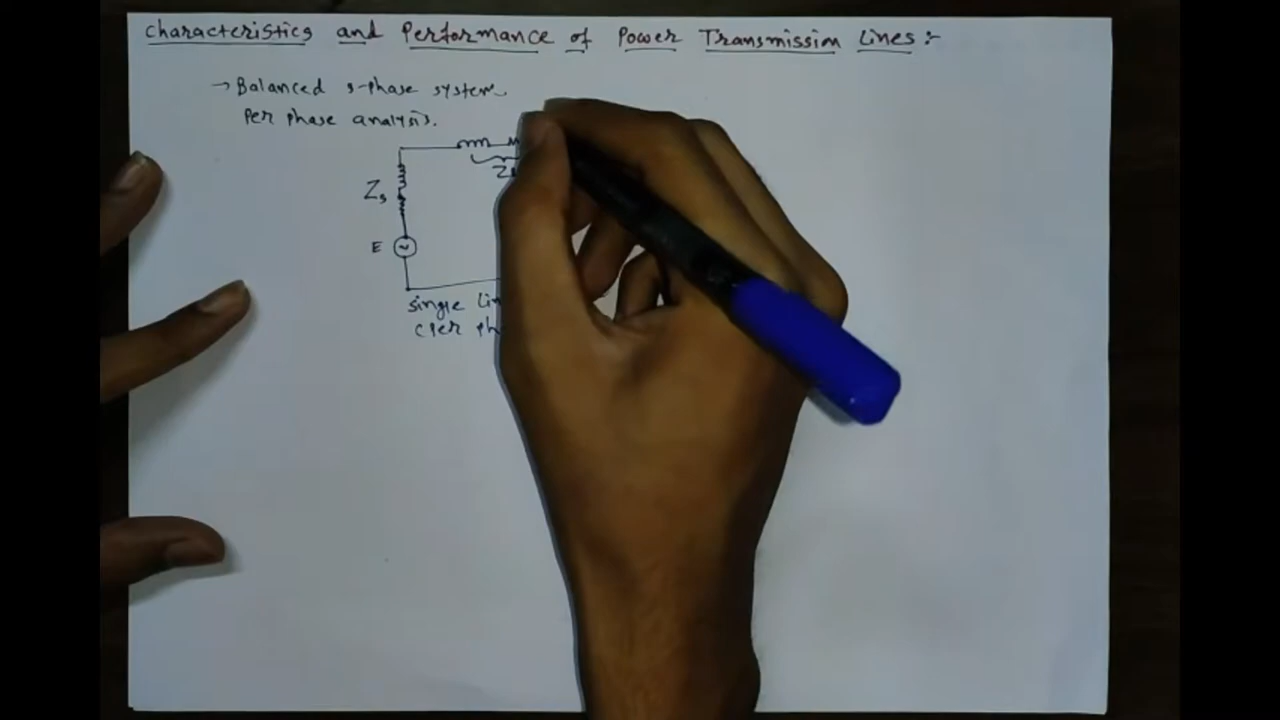 Characteristics and Performance of Power Transmission Lines :-
→ Balanced 3-phase system
Per phase analysis.
Zs
E
single